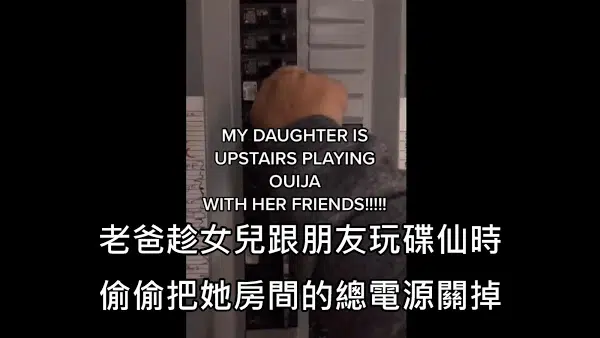 MY DAUGHTER IS
UPSTAIRS PLAYING
OUIJA
WITH HER FRIENDS!!!!!
老爸趁女兒跟朋友玩碟仙時
偷偷把她房間的總電源關掉